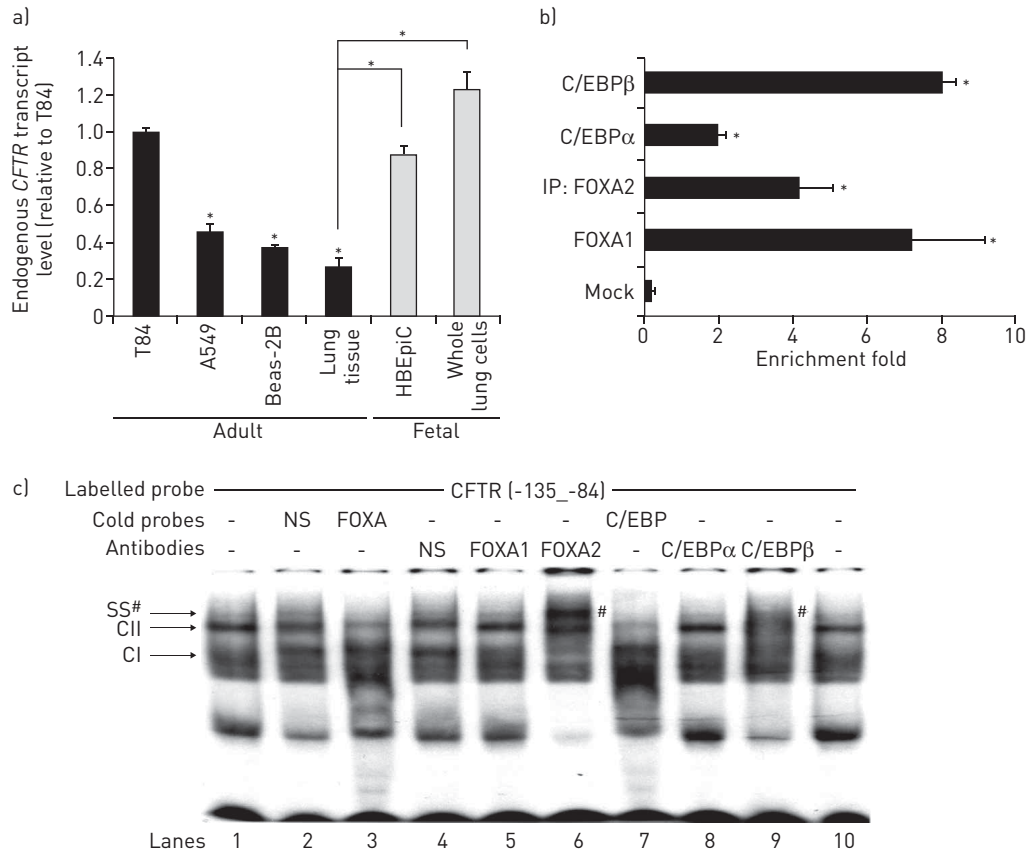 a)
Endogenous CFTR transcript
level (relative to T84)
1.4
1.2
1.0
0.8
0.6
0.4
0.2
0
*
*
*
*
*
T84
A549
Beas-2B
Lung
tissue
HBEpiC
Whole
lung cells
Adult
Fetal
b)
C/EBPβ
C/EBPα
IP: FOXA2
FOXA1
Mock
*
*
*
*
0
2
4
6
8
10
Enrichment fold
c)
Labelled probe
CFTR (-135_-84)
Cold probes - NS FOXA - - - C/EBP - - -
Antibodies - - - NS FOXA1 FOXA2 - C/EBPα C/EBPβ -
SS#
CII
CI
#
#
Lanes 1 2 3 4 5 6 7 8 9 10